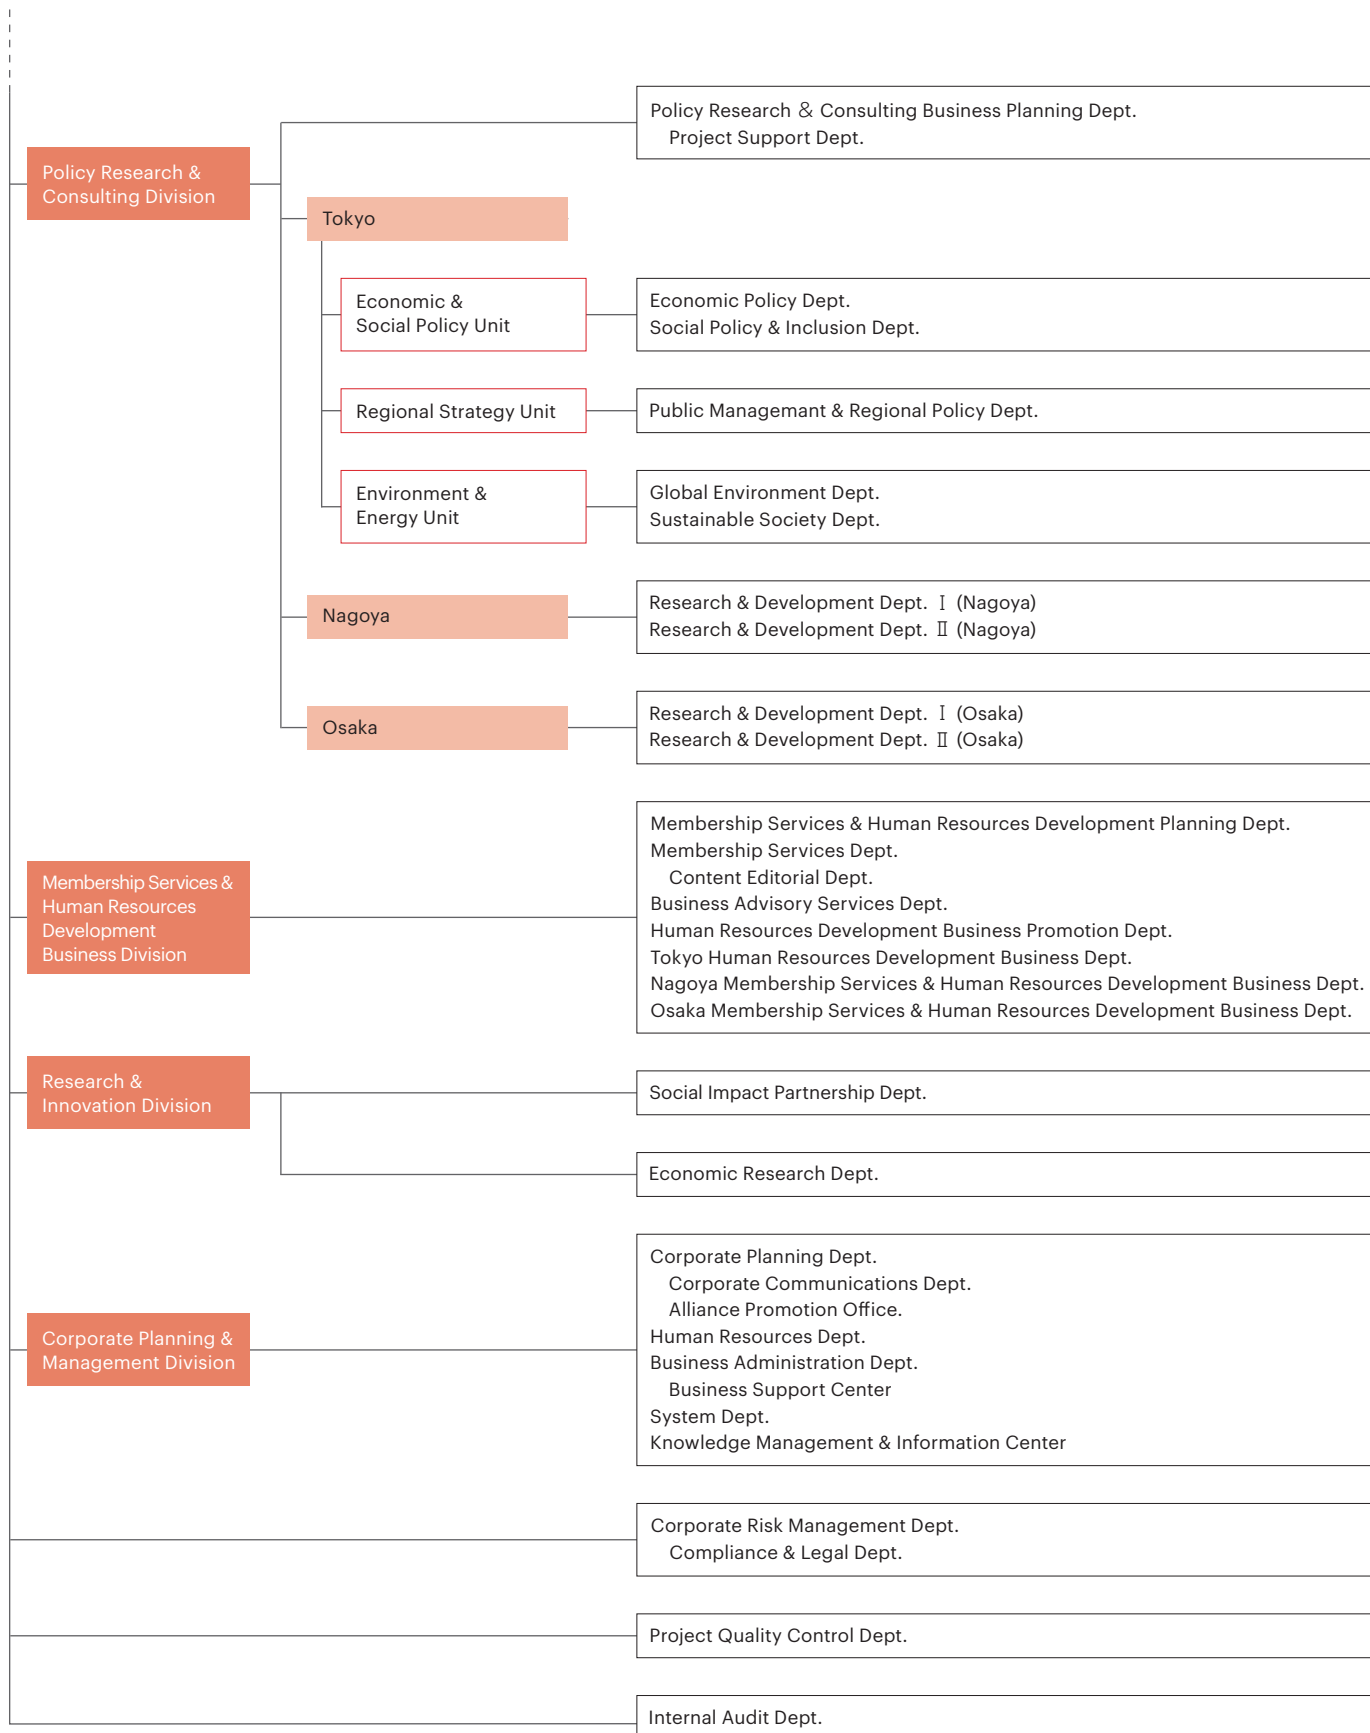 Policy Research & Consulting Business Planning Dept.
Project Support Dept.
Policy Research &
Consulting Division
Tokyo
Economic &
Social Policy Unit
Economic Policy Dept.
Social Policy & Inclusion Dept.
Regional Strategy Unit
Public Managemant & Regional Policy Dept.
Environment &
Energy Unit
Global Environment Dept.
Sustainable Society Dept.
Nagoya
Research & Development Dept. Ⅰ (Nagoya)
Research & Development Dept. Ⅱ (Nagoya)
Osaka
Research & Development Dept. Ⅰ (Osaka)
Research & Development Dept. Ⅱ (Osaka)
Membership Services &
Human Resources
Development
Business Division
Membership Services & Human Resources Development Planning Dept.
Membership Services Dept.
Content Editorial Dept.
Business Advisory Services Dept.
Human Resources Development Business Promotion Dept.
Tokyo Human Resources Development Business Dept.
Nagoya Membership Services & Human Resources Development Business Dept.
Osaka Membership Services & Human Resources Development Business Dept.
Research &
Innovation Division
Social Impact Partnership Dept.
Economic Research Dept.
Corporate Planning &
Management Division
Corporate Planning Dept.
Corporate Communications Dept.
Alliance Promotion Office.
Human Resources Dept.
Business Administration Dept.
Business Support Center
System Dept.
Knowledge Management & Information Center
Corporate Risk Management Dept.
Compliance & Legal Dept.
Project Quality Control Dept.
Internal Audit Dept.